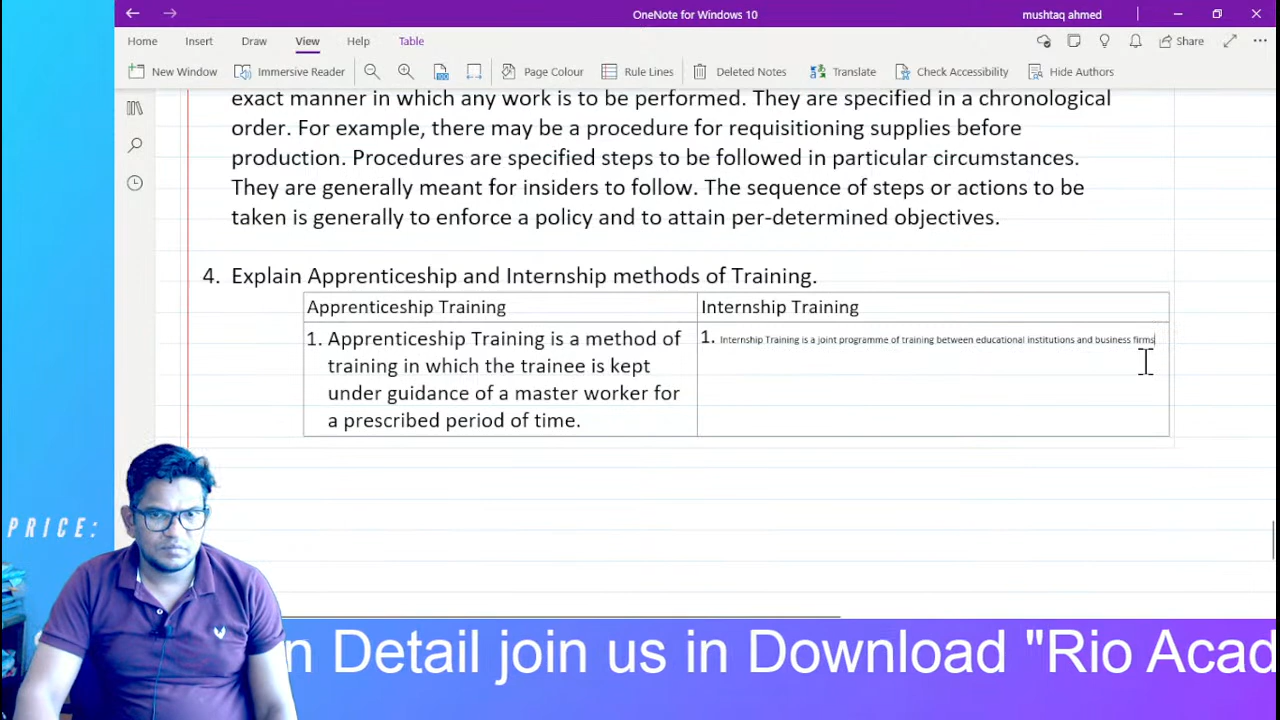 OneNote for Windows 10
mushtaq ahmed
Home Insert Draw View Help Table
Share
New Window Immersive Reader Page Colour Rule Lines Deleted Notes Translate Check Accessibility Hide Authors
exact manner in which any work is to be performed. They are specified in a chronological
order. For example, there may be a procedure for requisitioning supplies before
production. Procedures are specified steps to be followed in particular circumstances.
They are generally meant for insiders to follow. The sequence of steps or actions to be
taken is generally to enforce a policy and to attain per-determined objectives.
4. Explain Apprenticeship and Internship methods of Training.
Apprenticeship Training
Internship Training
1. Apprenticeship Training is a method of
training in which the trainee is kept
under guidance of a master worker for
a prescribed period of time.
1. Internship Training is a joint programme of training between educational institutions and business firms
PRICE:
n Detail join us in Download "Rio Acad